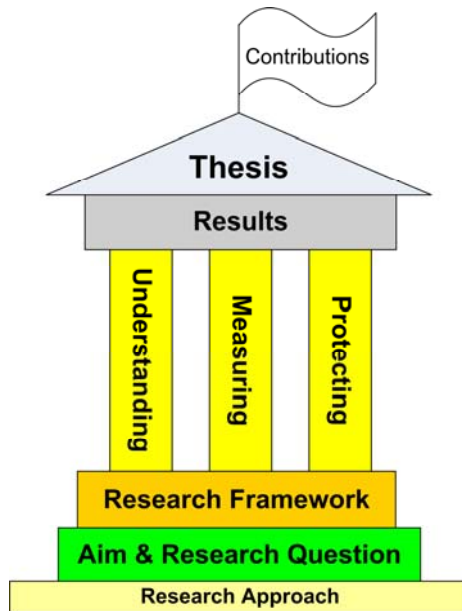 Contributions
Thesis
Results
Understanding
Measuring
Protecting
Research Framework
Aim & Research Question
Research Approach